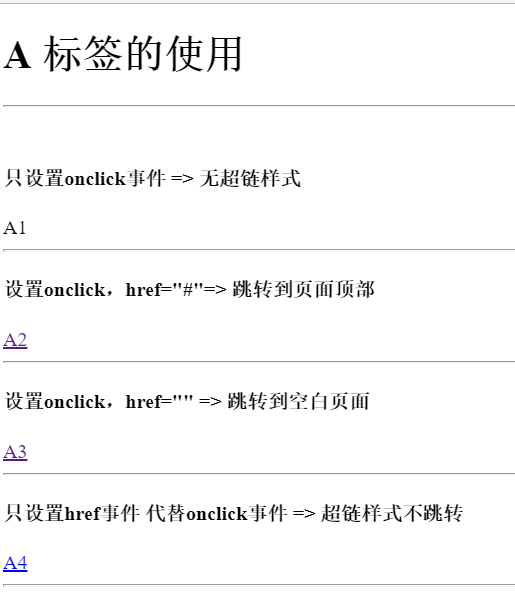 A 标签的使用
只设置onclick事件 => 无超链样式
A1
设置onclick，href="#"=> 跳转到页面顶部
A2
设置onclick，href="" => 跳转到空白页面
A3
只设置href事件 代替onclick事件 => 超链样式不跳转
A4